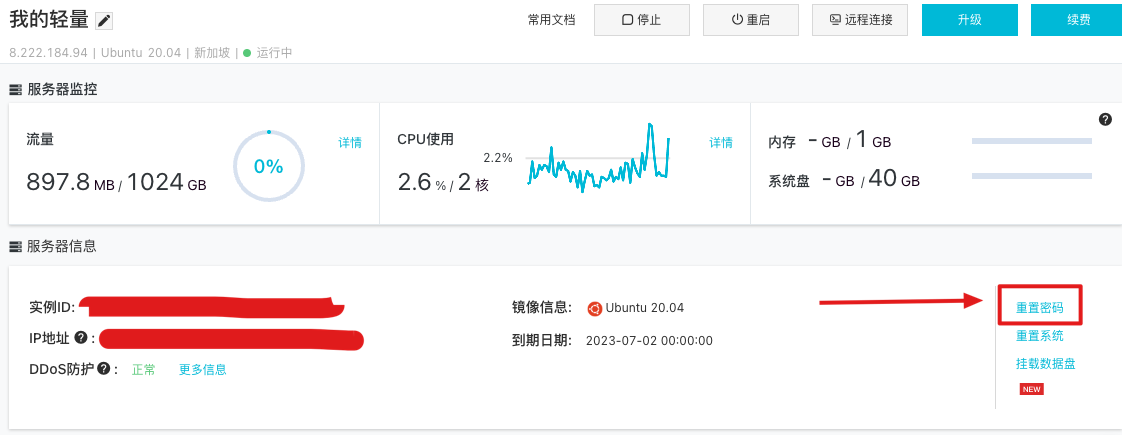 我的轻量
常用文档 停止 重启 远程连接 升级 续费
8.222.184.94 | Ubuntu 20.04 | 新加坡 | 运行中
服务器监控
流量 详情
0%
897.8 MB / 1024 GB
CPU使用 详情
2.2%
2.6 % / 2 核
?
内存 - GB / 1 GB
系统盘 - GB / 40 GB
服务器信息
实例ID:
IP地址 ? :
DDoS防护 ? : 正常 更多信息
镜像信息: Ubuntu 20.04
到期日期: 2023-07-02 00:00:00
重置密码
重置系统
挂载数据盘
NEW